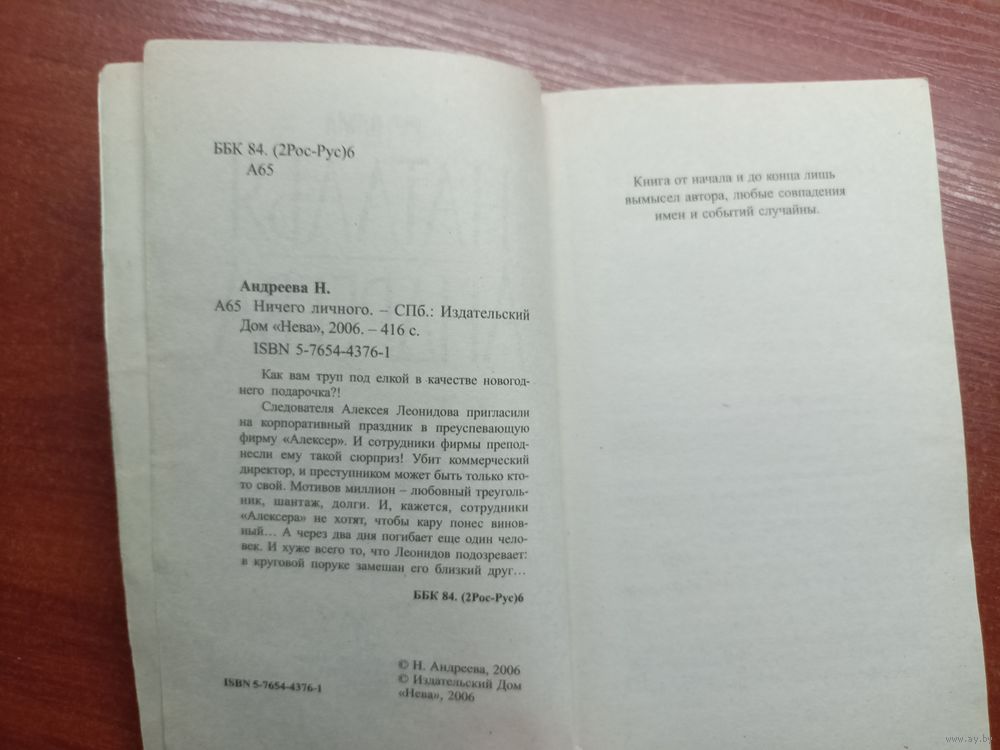 ББК 84. (2Рос-Рус)6
А65
Андреева Н.
А65 Ничего личного. – СПб.: Издательский
Дом «Нева», 2006. – 416 с.
ISBN 5-7654-4376-1
Как вам труп под елкой в качестве новогод-
него подарочка?!
Следователя Алексея Леонидова пригласили
на корпоративный праздник в преуспевающую
фирму «Алексер». И сотрудники фирмы препод-
несли ему такой сюрприз! Убит коммерческий
директор, и преступником может быть только кто-
то свой. Мотивов миллион – любовный треуголь-
ник, шантаж, долги. И, кажется, сотрудники
«Алексера» не хотят, чтобы кару понес винов-
ный... А через два дня погибает еще один чело-
век. И хуже всего то, что Леонидов подозревает:
в круговой поруке замешан его близкий друг...
ББК 84. (2Рос-Рус)6
© Н. Андреева, 2006
© Издательский Дом
«Нева», 2006
ISBN 5-7654-4376-1
Книга от начала и до конца лишь
вымысел автора, любые совпадения
имен и событий случайны.
www.ay.by